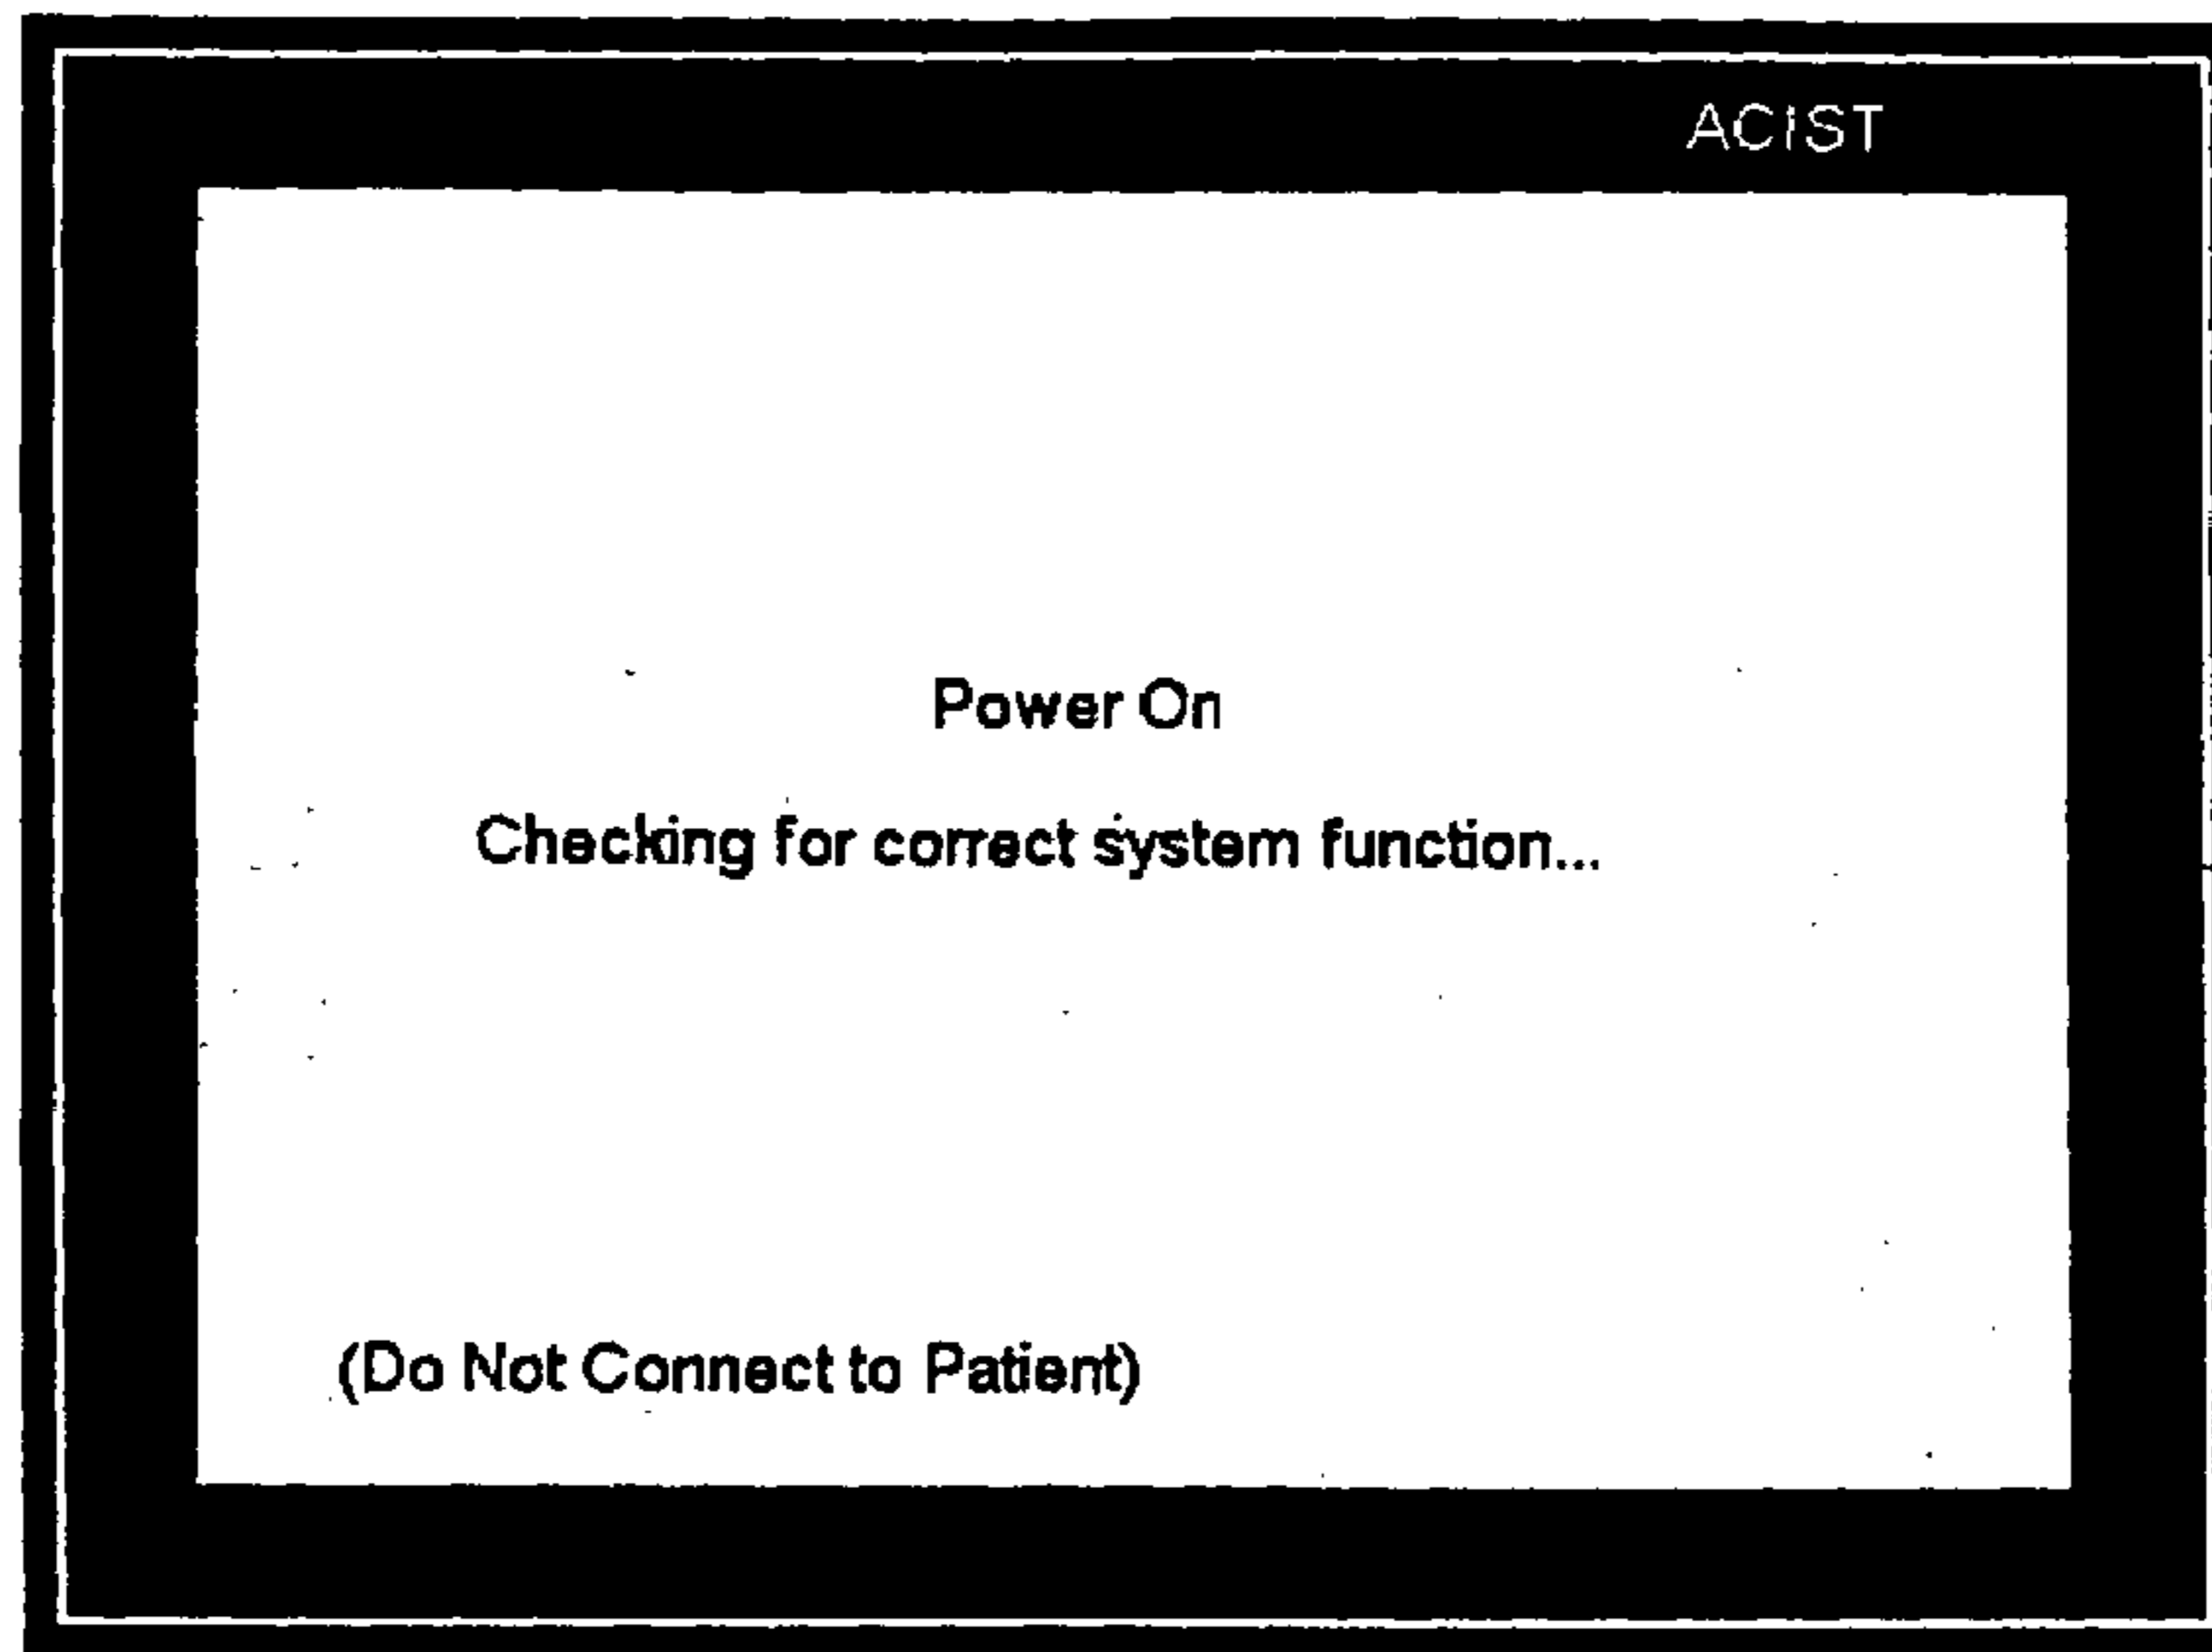 ACIST
Power On
Checking for correct system function...
(Do Not Connect to Patient)